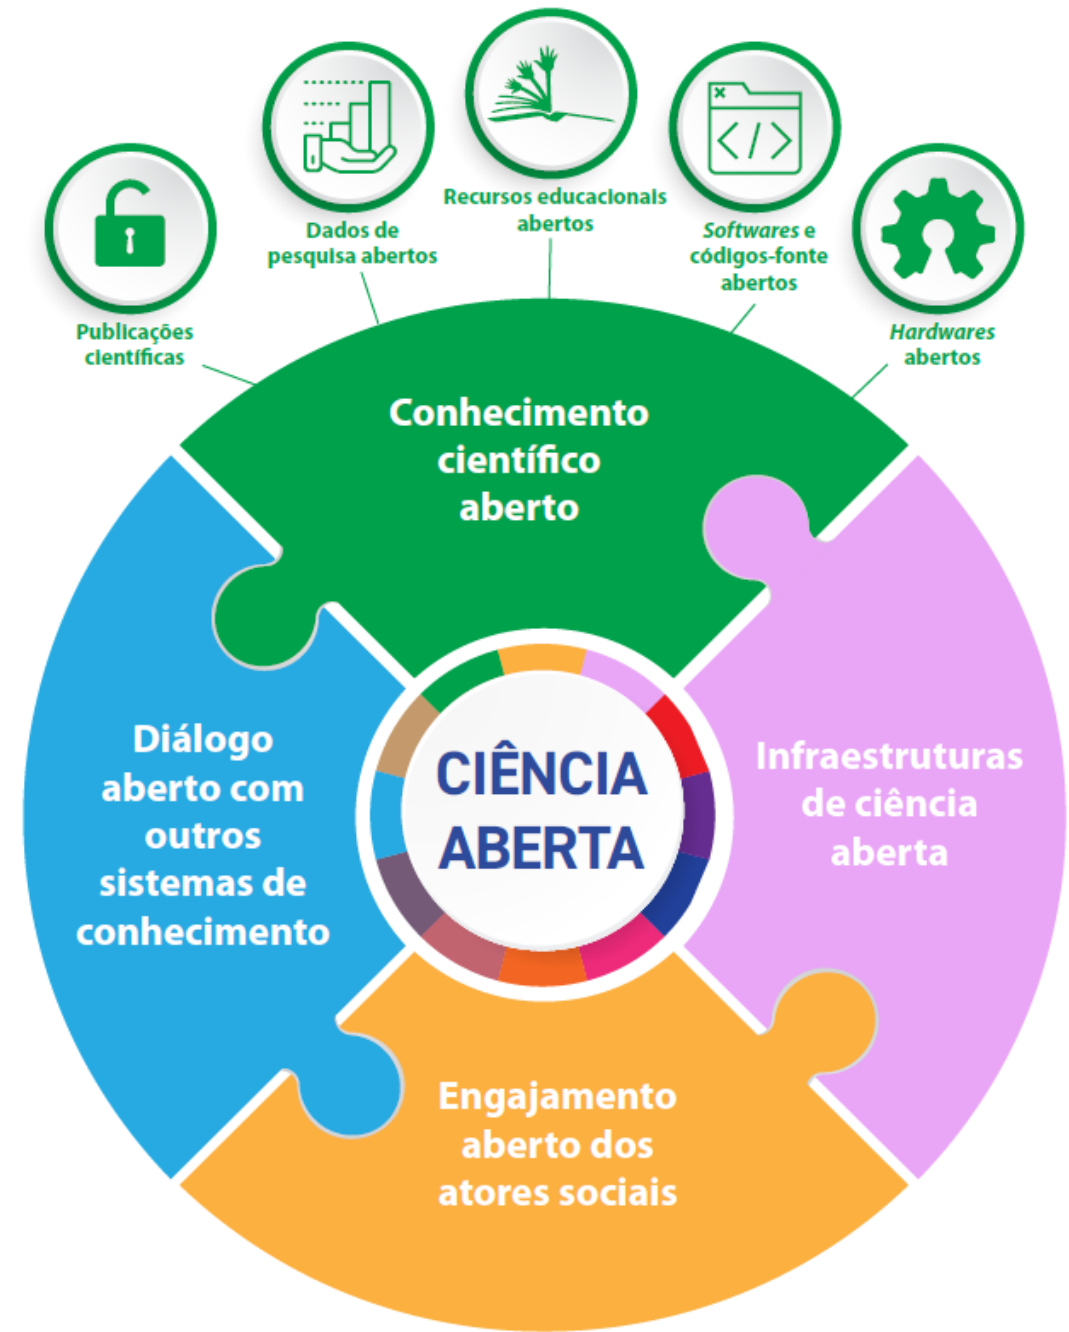 Recursos educacionais
abertos
Dados de
pesquisa abertos
Softwares e
códigos-fonte
abertos
Publicações
científicas
Hardwares
abertos
Conhecimento
científico
aberto
Diálogo
aberto com
outros
sistemas de
conhecimento
CIÊNCIA
ABERTA
Infraestruturas
de ciência
aberta
Engajamento
aberto dos
atores sociais